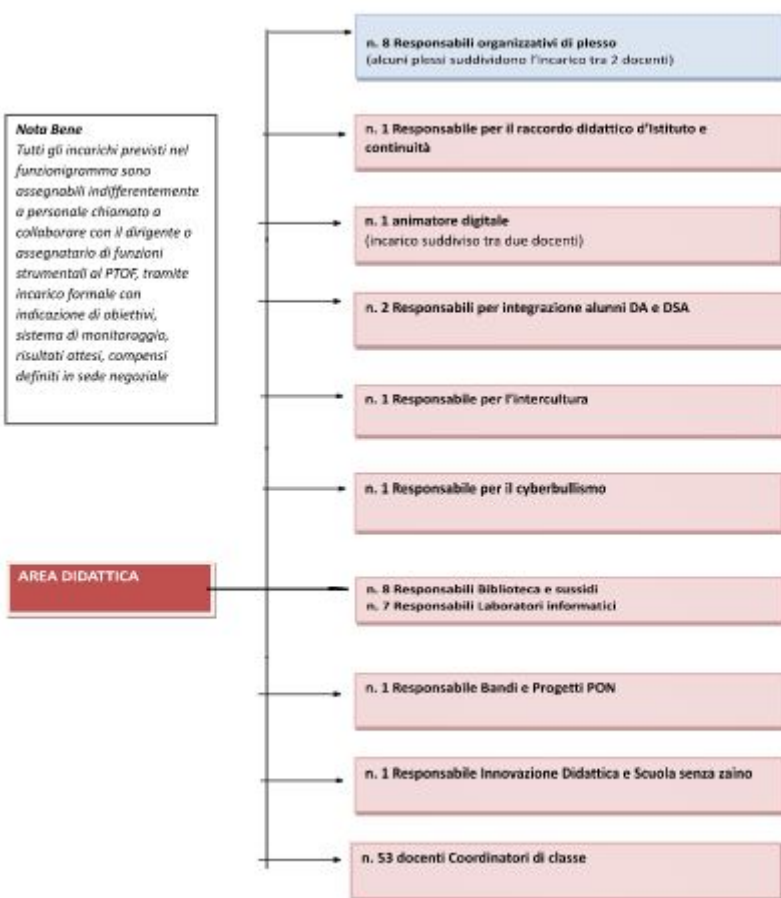 n. 8 Responsabili organizzativi di plesso
(alcuni plessi suddividono l'incarico tra 2 docenti)
Nota Bene
Tutti gli incarichi previsti nel
funzionigramma sono
assegnabili indifferentemente
a personale chiamato a
collaborare con il dirigente o
assegnatario di funzioni
strumentali al PTOF, tramite
incarico formale con
indicazione di obiettivi,
sistema di monitoraggio,
risultati attesi, compensi
definiti in sede negoziale
n. 1 Responsabile per il raccordo didattico d'Istituto e
continuità
n. 1 animatore digitale
(incarico suddiviso tra due docenti)
n. 2 Responsabili per integrazione alunni DA e DSA
n. 1 Responsabile per l'intercultura
n. 1 Responsabile per il cyberbullismo
AREA DIDATTICA
n. 8 Responsabili Biblioteca e sussidi
n. 7 Responsabili Laboratori informatici
n. 1 Responsabile Bandi e Progetti PON
n. 1 Responsabile Innovazione Didattica e Scuola senza zaino
n. 53 docenti Coordinatori di classe